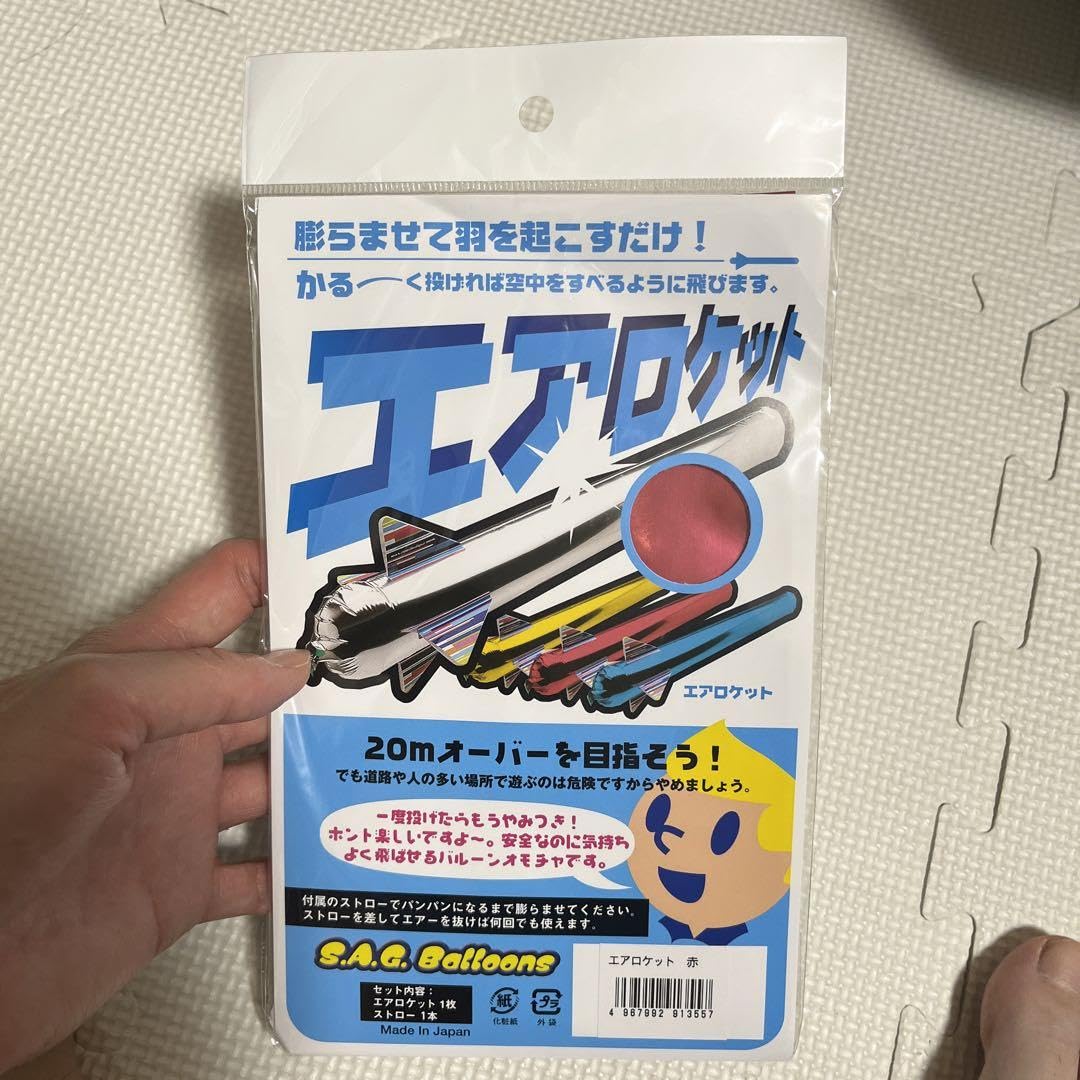 膨らませて羽を起こすだけ！
かる〜く投ければ空中をすべるように飛びます。
エアロケット
エアロケット
20mオーバーを目指そう！
でも道路や人の多い場所で遊ぶのは危険ですからやめましょう。
一度投げたらもうやみつき！
ホント楽しいですよ〜。安全なのに気持ち
よく飛ばせるバルーンオモチャです。
付属のストローでパンパンになるまで膨らませてください。
ストローを差してエアーを抜けば何回でも使えます。
S.A.G. Balloons
セット内容：
エアロケット 1枚
ストロー 1本
Made In Japan
紙
化粧紙
プラ
外 袋
エアロケット 赤
4 967992 913557